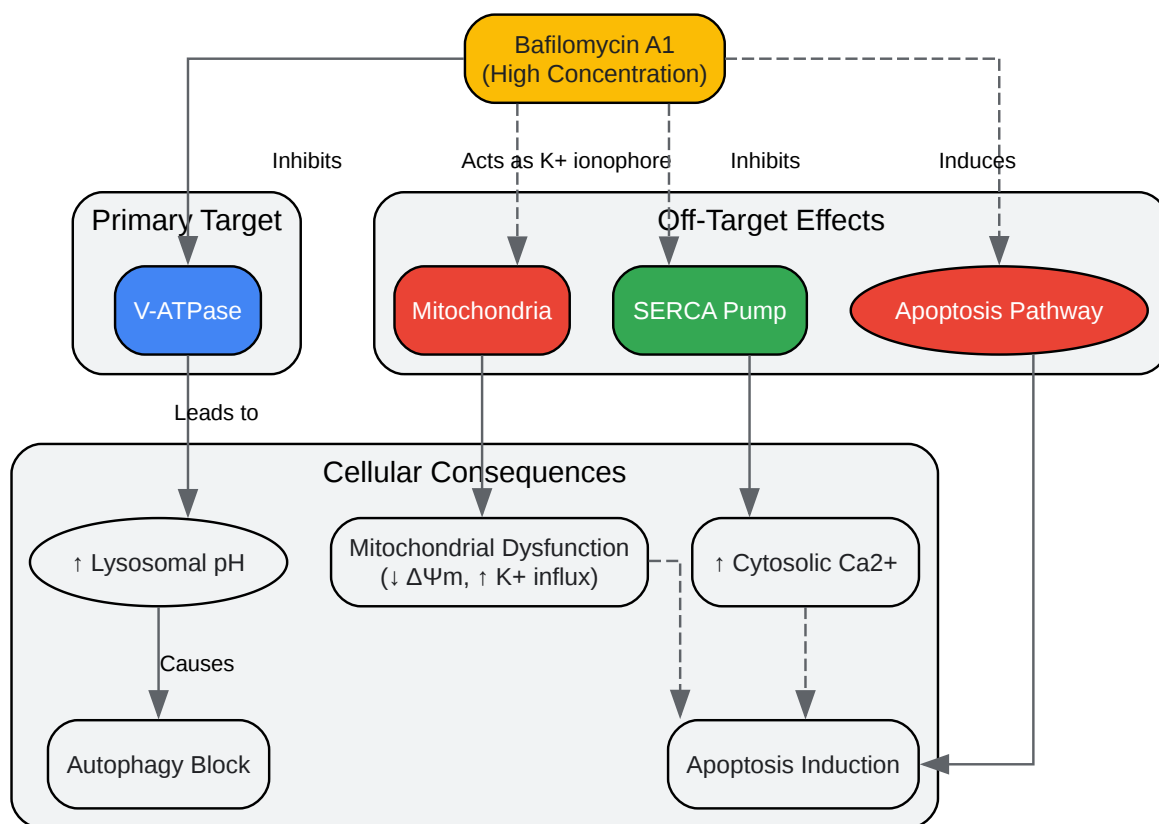 Bafilomycin A1
(High Concentration)
Inhibits
Acts as K+ ionophore
Inhibits
Induces
Primary Target
Off-Target Effects
V-ATPase
Mitochondria
SERCA Pump
Apoptosis Pathway
Leads to
Cellular Consequences
↑ Lysosomal pH
Mitochondrial Dysfunction
(↓ ΔΨm, ↑ K+ influx)
↑ Cytosolic Ca2+
Causes
Autophagy Block
Apoptosis Induction